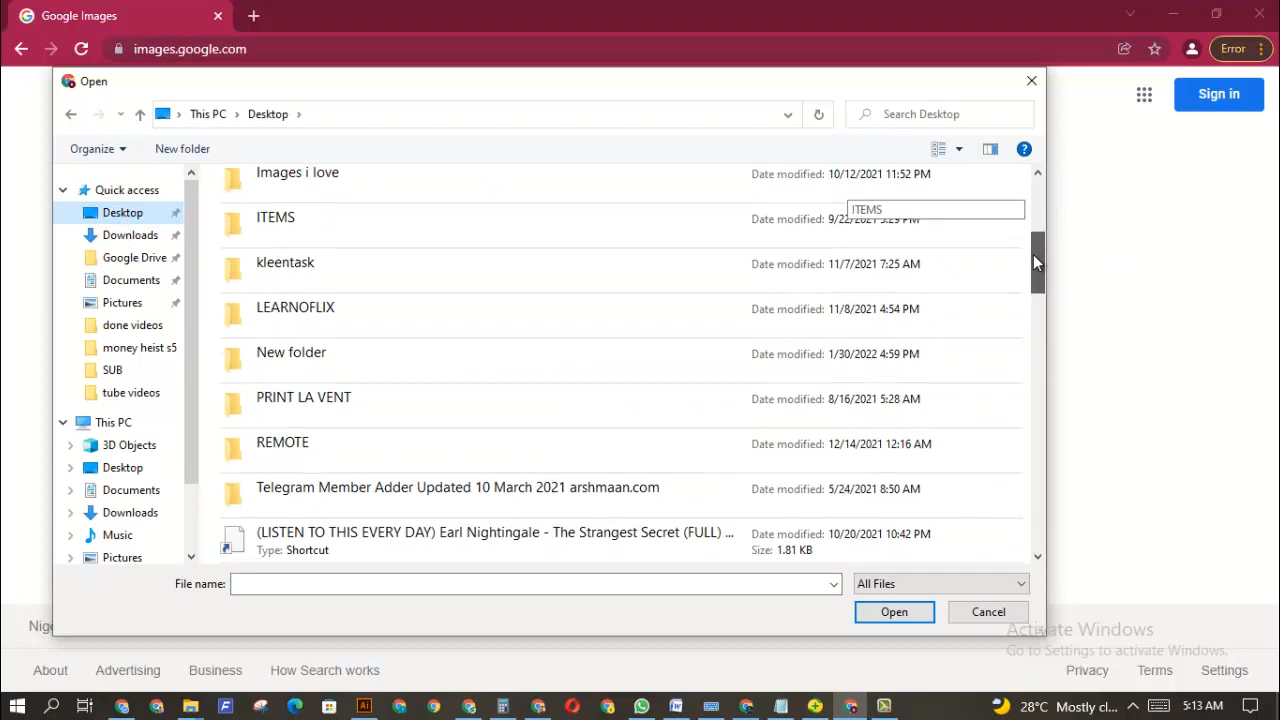 Google Images
images.google.com
Error
Open
This PC
Desktop
Search Desktop
Sign in
Organize
New folder
Quick access
Desktop
Downloads
Google Drive
Documents
Pictures
done videos
money heist s5
SUB
tube videos
This PC
3D Objects
Desktop
Documents
Downloads
Music
Pictures
Images i love
Date modified: 10/12/2021 11:52 PM
ITEMS
ITEMS
Date modified: 9/22/2021 5:29 PM
kleentask
Date modified: 11/7/2021 7:25 AM
LEARNOFLIX
Date modified: 11/8/2021 4:54 PM
New folder
Date modified: 1/30/2022 4:59 PM
PRINT LA VENT
Date modified: 8/16/2021 5:28 AM
REMOTE
Date modified: 12/14/2021 12:16 AM
Telegram Member Adder Updated 10 March 2021 arshmaan.com
Date modified: 5/24/2021 8:50 AM
(LISTEN TO THIS EVERY DAY) Earl Nightingale - The Strangest Secret (FULL) ...
Date modified: 10/20/2021 10:42 PM
Type: Shortcut
Size: 1.81 KB
File name:
All Files
Open
Cancel
Nige
Activate Windows
Go to Settings to activate Windows.
About
Advertising
Business
How Search works
Privacy
Terms
Settings
28°C Mostly cl...
5:13 AM